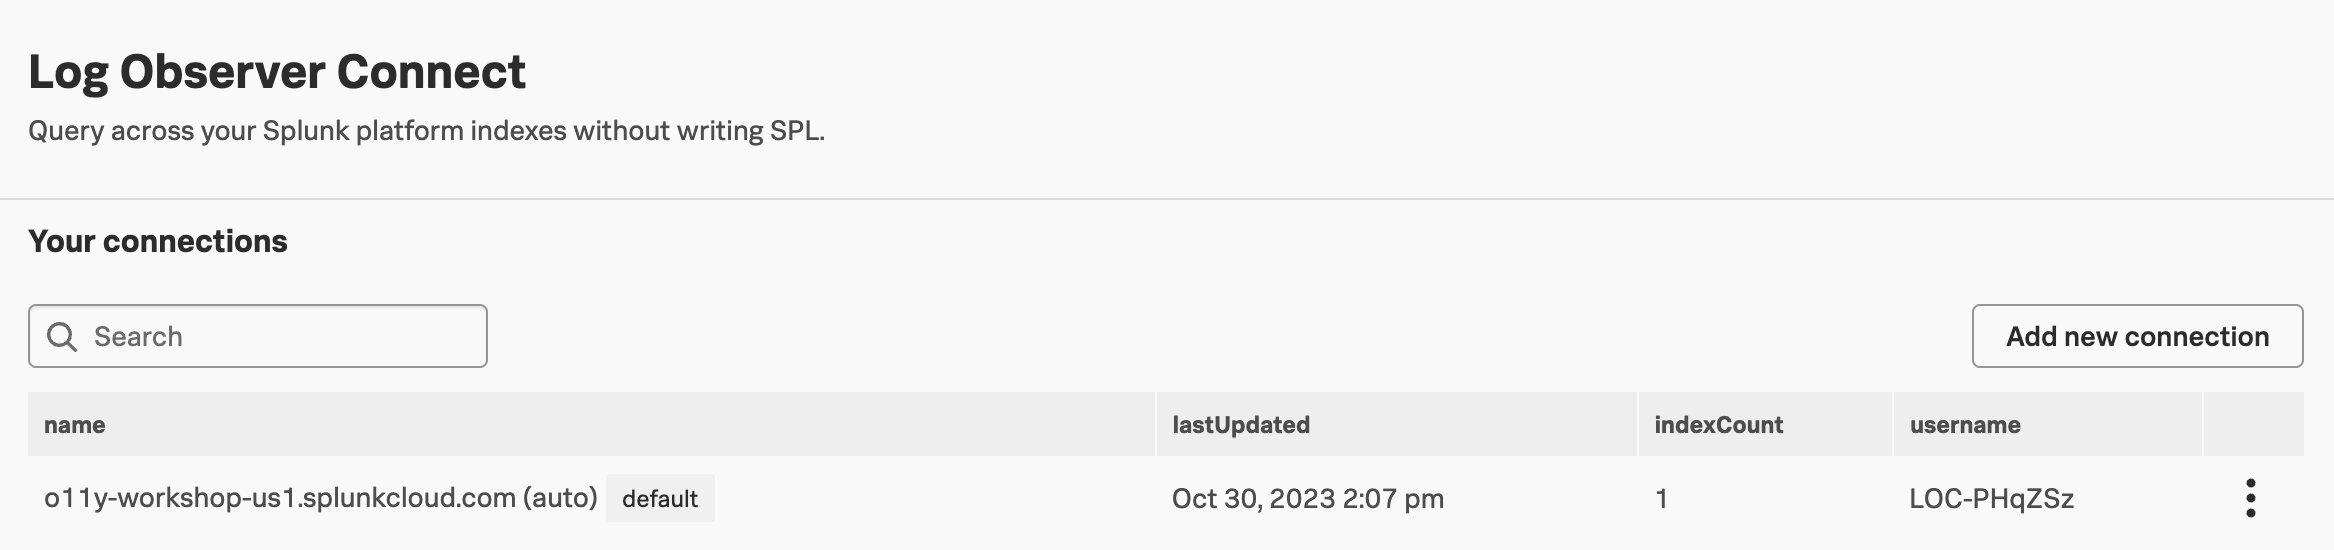 Log Observer Connect
Query across your Splunk platform indexes without writing SPL.
Your connections
Search
Add new connection
name lastUpdated indexCount username
o11y-workshop-us1.splunkcloud.com (auto) default Oct 30, 2023 2:07 pm 1 LOC-PHqZSz